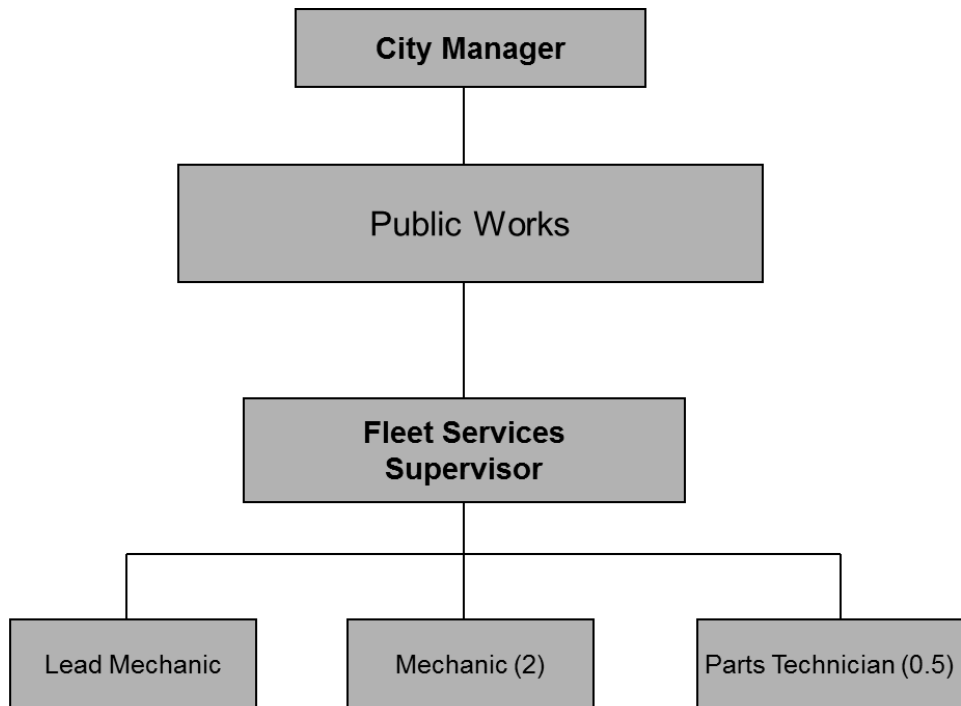 City Manager
Public Works
Fleet Services
Supervisor
Lead Mechanic
Mechanic (2)
Parts Technician (0.5)